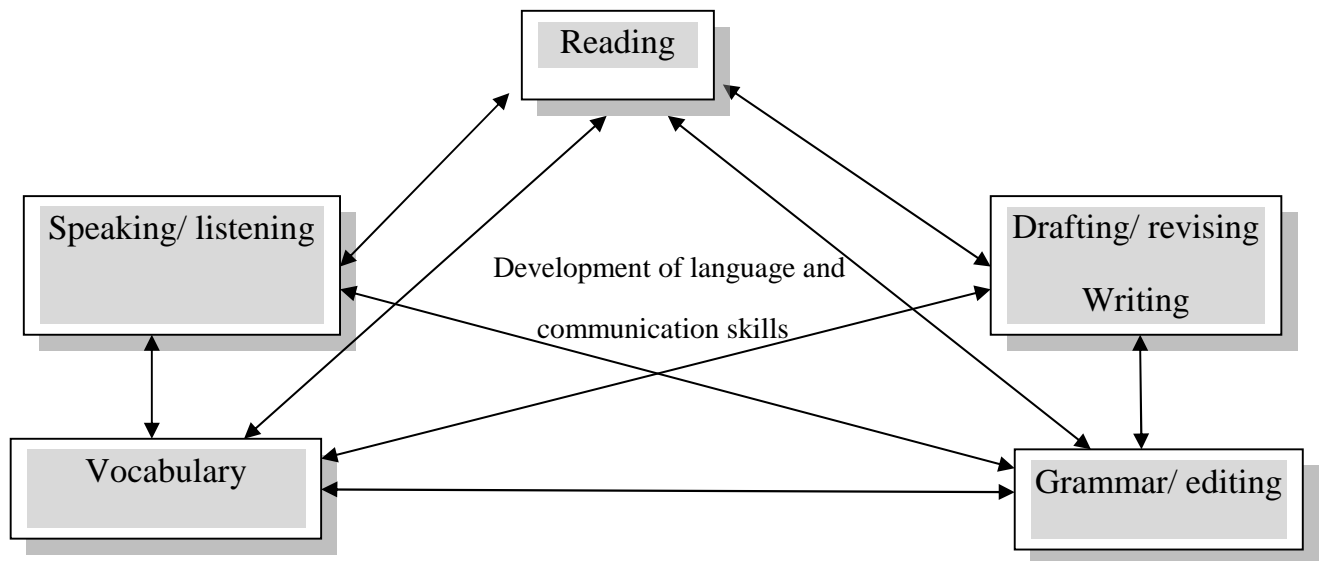 Reading
Speaking/ listening
Drafting/ revising
Writing
Development of language and
communication skills
Vocabulary
Grammar/ editing